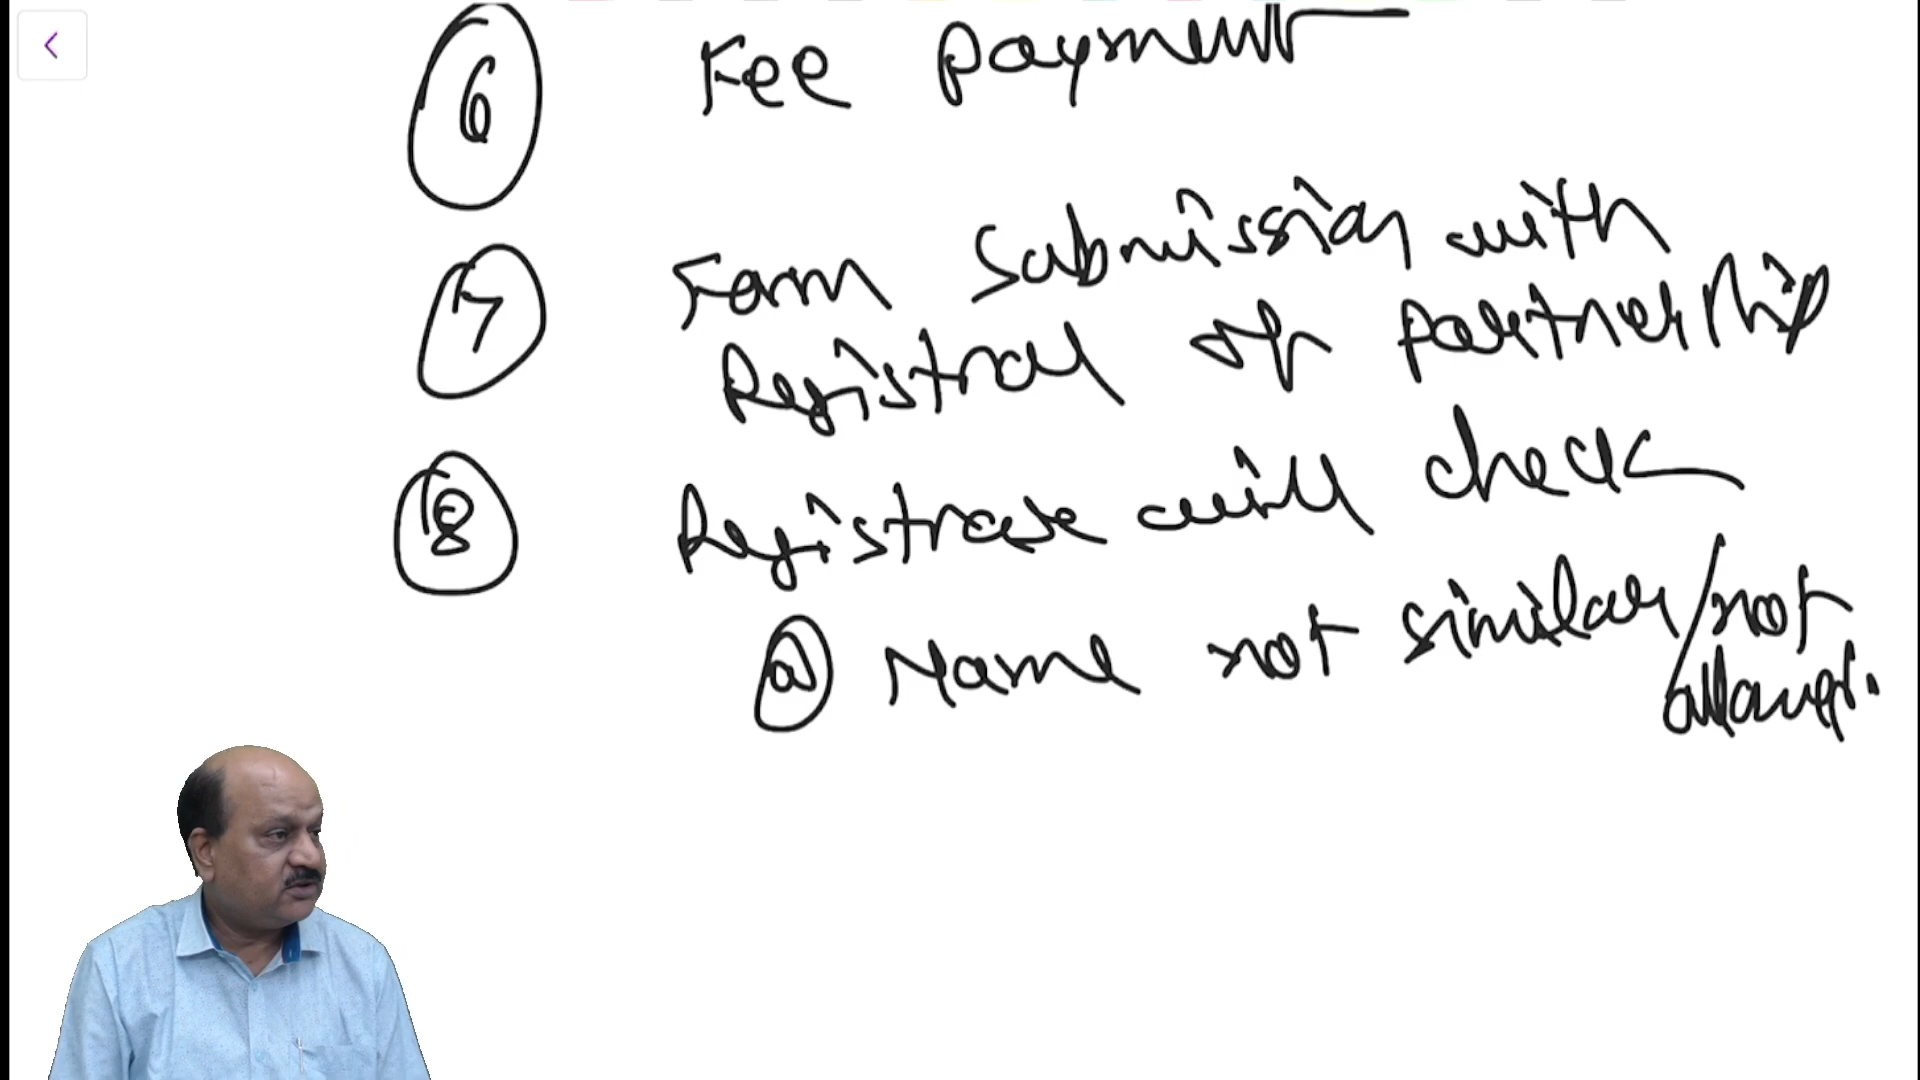 6 Fee payment
7 Form Submission with
Registrar of partnership
8 Registrar will check
a Name not similar/not
allowed.